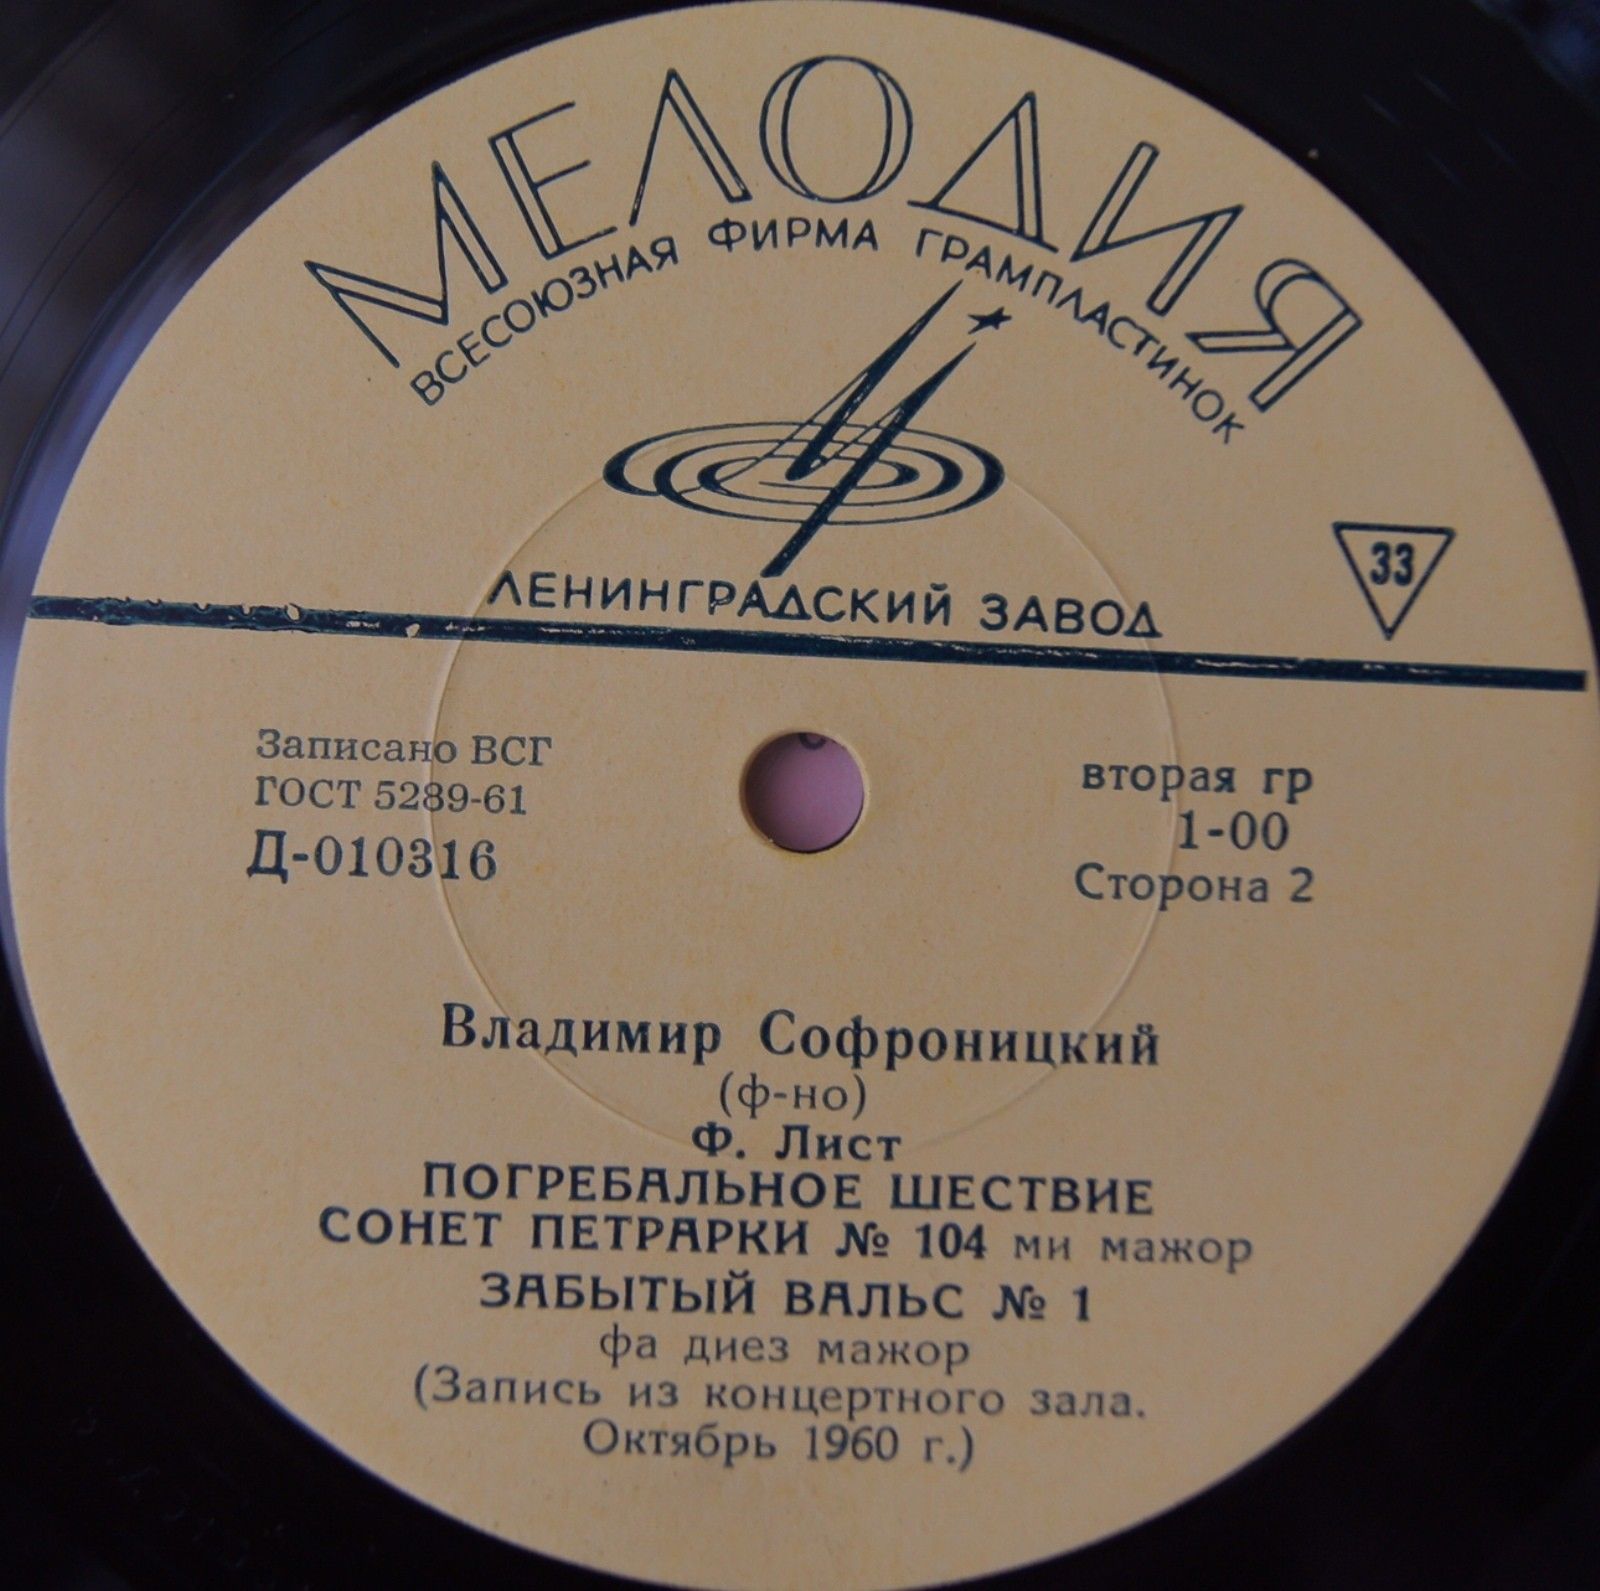 МЕЛОДИЯ
ВСЕСОЮЗНАЯ ФИРМА ГРАМПЛАСТИНОК
33
ЛЕНИНГРАДСКИЙ ЗАВОД
Записано ВСГ
ГОСТ 5289-61
Д-010316
вторая гр
1-00
Сторона 2
Владимир Софроницкий
(ф-но)
Ф. Лист
ПОГРЕБАЛЬНОЕ ШЕСТВИЕ
СОНЕТ ПЕТРАРКИ № 104 ми мажор
ЗАБЫТЫЙ ВАЛЬС № 1
фа диез мажор
(Запись из концертного зала.
Октябрь 1960 г.)